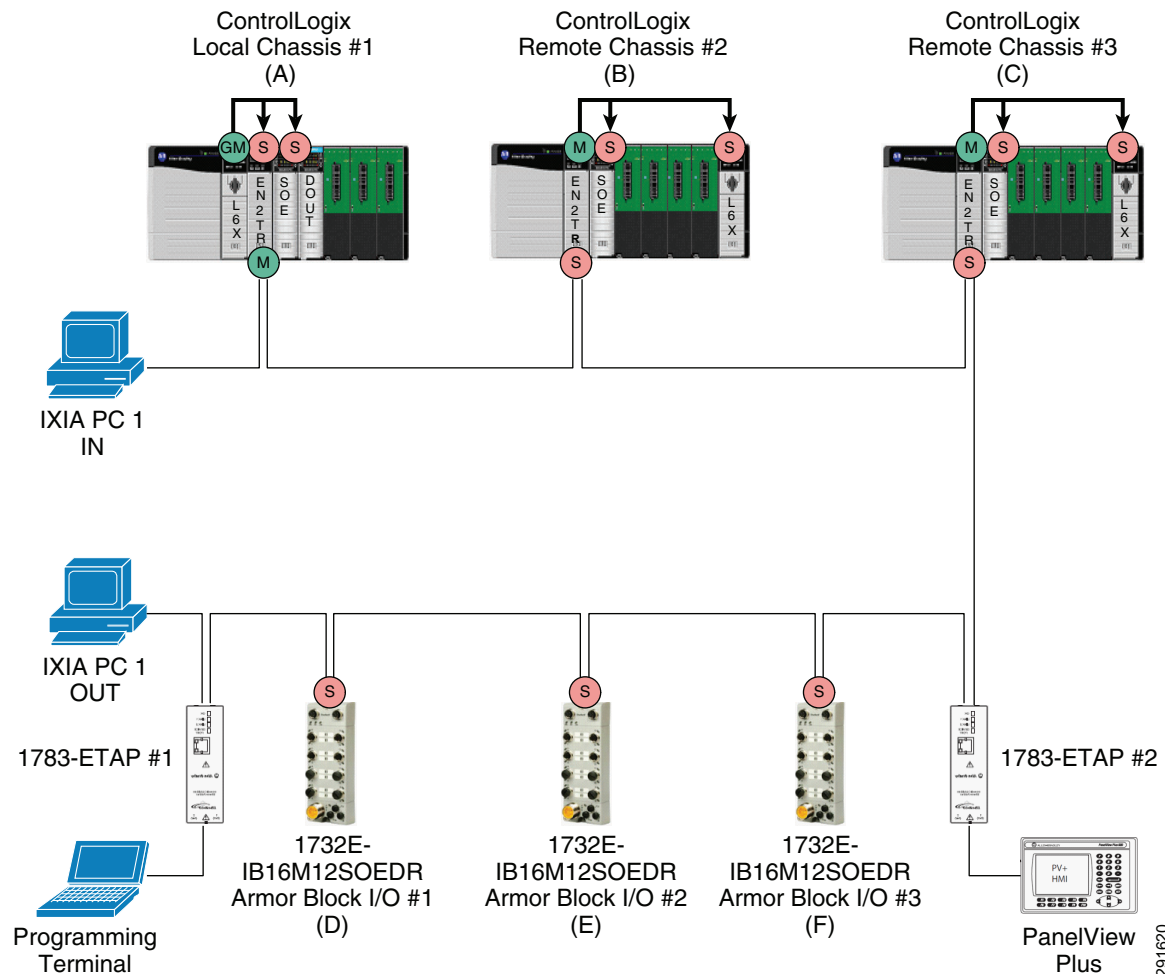 ControlLogix
Local Chassis #1
(A)
ControlLogix
Remote Chassis #2
(B)
ControlLogix
Remote Chassis #3
(C)
GM
S
S
M
S
S
M
S
S
L6X
EN2TR
SOE
DOUT
EN2TR
SOE
L6X
EN2TR
SOE
L6X
M
S
S
IXIA PC 1
IN
IXIA PC 1
OUT
S
S
S
1783-ETAP #1
1783-ETAP #2
1732E-
IB16M12SOEDR
Armor Block I/O #1
(D)
1732E-
IB16M12SOEDR
Armor Block I/O #2
(E)
1732E-
IB16M12SOEDR
Armor Block I/O #3
(F)
PV+
HMI
Programming
Terminal
PanelView
Plus
291620